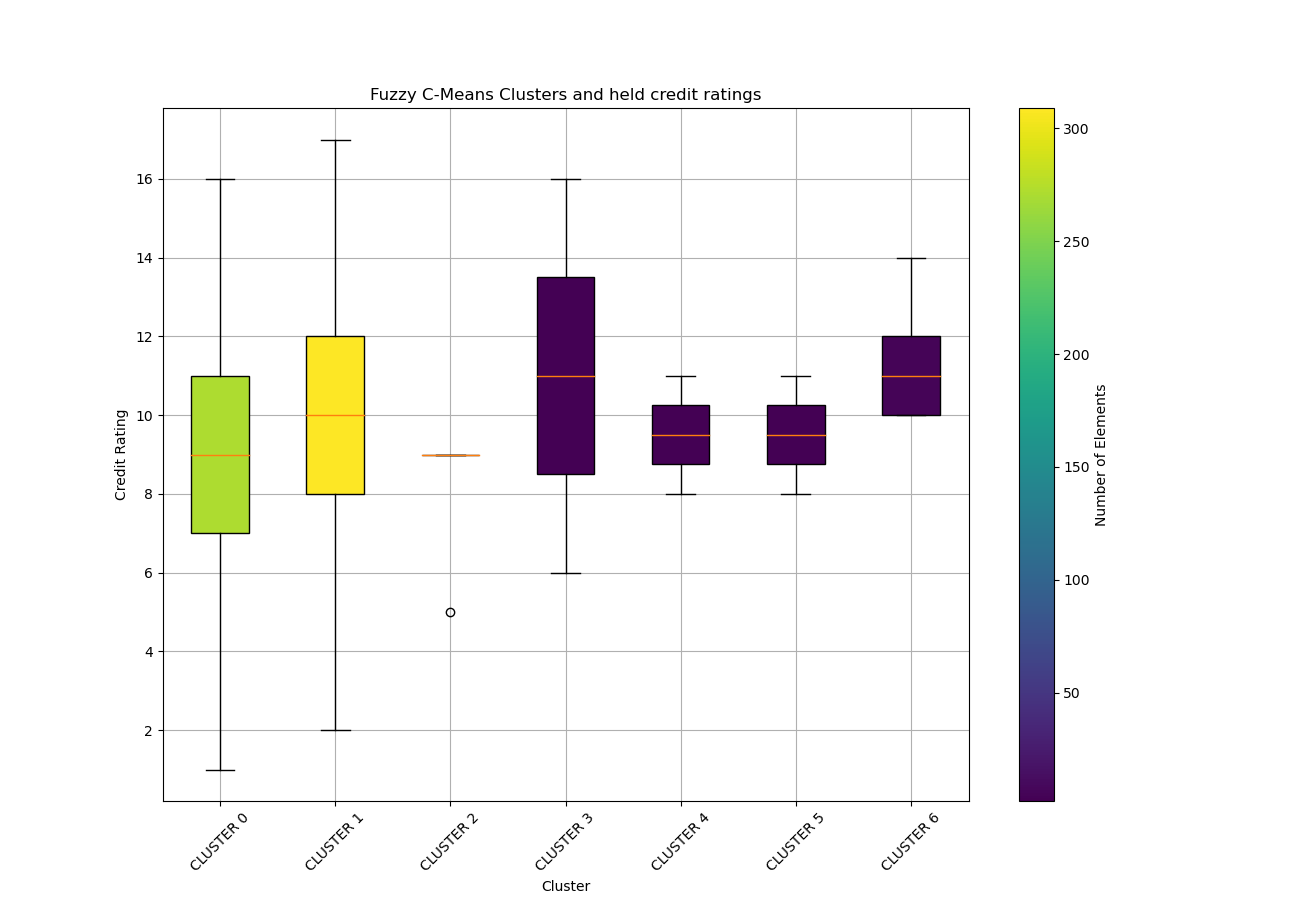 Fuzzy C-Means Clusters and held credit ratings
Credit Rating
16
14
12
10
8
6
4
2
CLUSTER 0
CLUSTER 1
CLUSTER 2
CLUSTER 3
CLUSTER 4
CLUSTER 5
CLUSTER 6
Cluster
300
250
200
150
100
50
Number of Elements